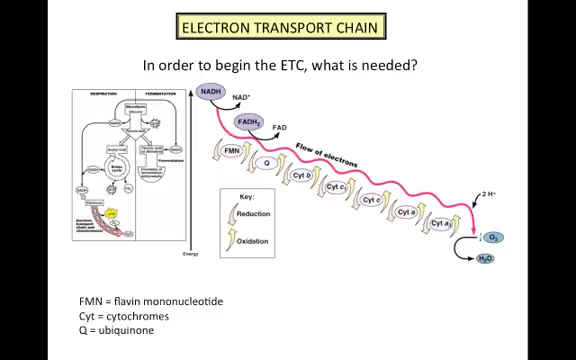 ELECTRON TRANSPORT CHAIN
In order to begin the ETC, what is needed?
RESPIRATION
FERMENTATION
NADH
NAD⁺
FADH₂
FAD
Flow of electrons
FMN
Q
Cyt b
Cyt c₁
Cyt c
Cyt a
Cyt a₃
2 H⁺
O₂
H₂O
Key:
Reduction
Oxidation
Energy
FMN = flavin mononucleotide
Cyt = cytochromes
Q = ubiquinone